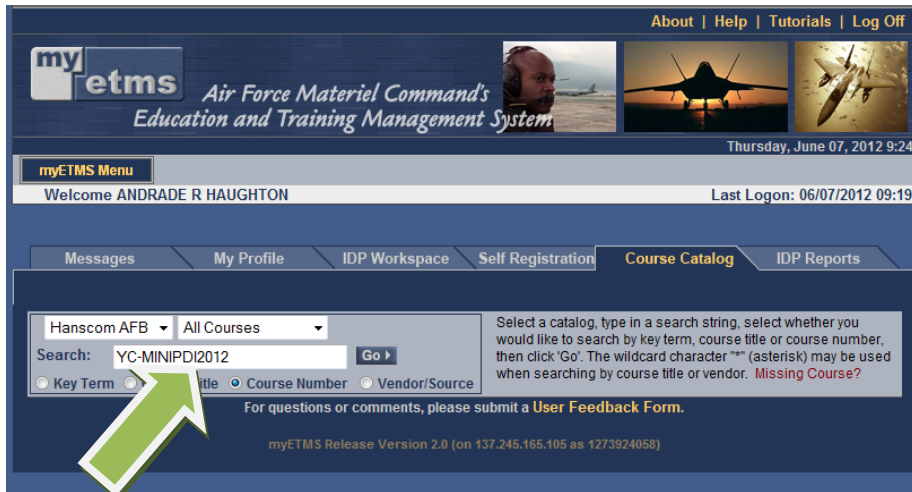 About | Help | Tutorials | Log Off
my
etms
Air Force Materiel Command's
Education and Training Management System
Thursday, June 07, 2012 9:24
myETMS Menu
Welcome ANDRADE R HAUGHTON Last Logon: 06/07/2012 09:19
Messages My Profile IDP Workspace Self Registration Course Catalog IDP Reports
Hanscom AFB All Courses
Search: YC-MINIPDI2012 Go
Key Term tle Course Number Vendor/Source
Select a catalog, type in a search string, select whether you
would like to search by key term, course title or course number,
then click 'Go'. The wildcard character "*" (asterisk) may be used
when searching by course title or vendor. Missing Course?
For questions or comments, please submit a User Feedback Form.
myETMS Release Version 2.0 (on 137.245.165.105 as 1273924058)